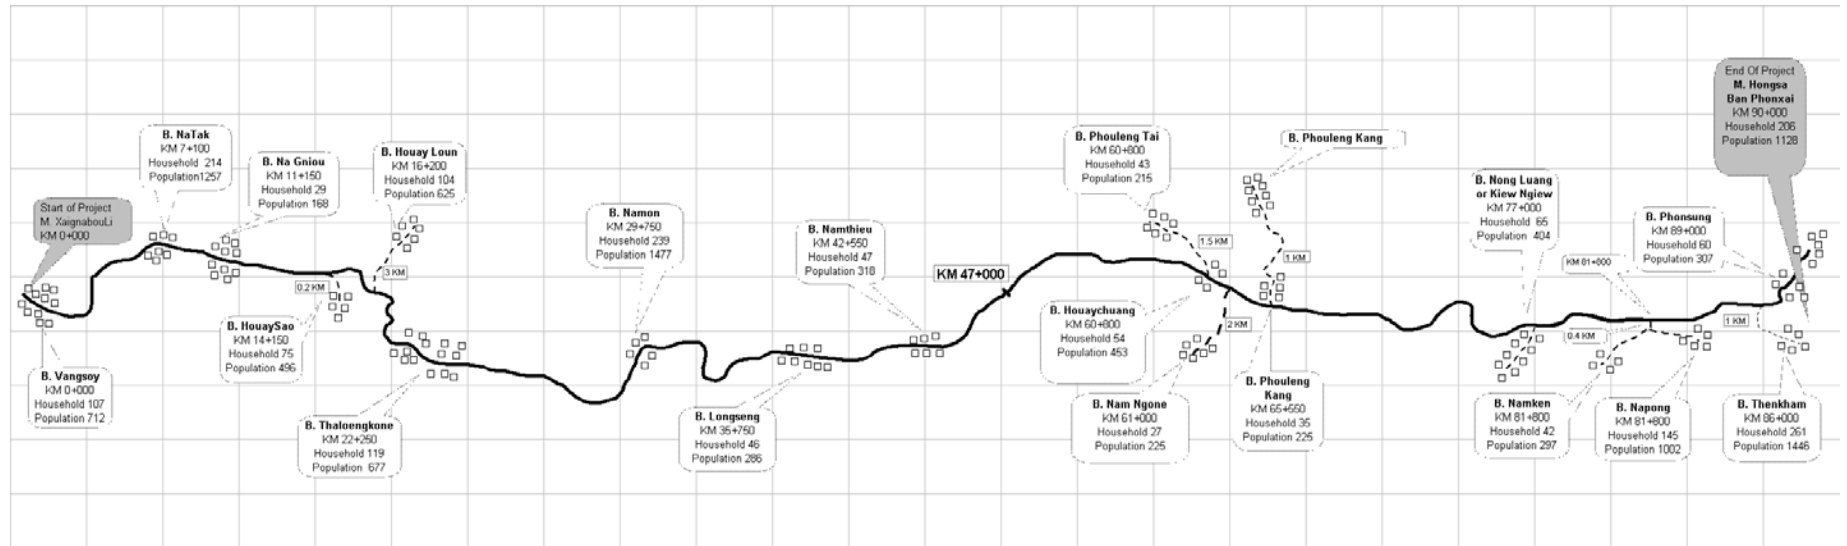 Start of Project
M. XaignabouLi
KM 0+000
B. Vangsoy
KM 0+000
Household 107
Population 712
B. NaTak
KM 7+100
Household 214
Population1257
B. Na Gniou
KM 11+150
Household 29
Population 168
0.2 KM
B. HouaySao
KM 14+150
Household 75
Population 496
B. Houay Loun
KM 16+200
Household 104
Population 625
3 KM
B. Thaloengkone
KM 22+250
Household 119
Population 677
B. Namon
KM 29+750
Household 239
Population 1477
B. Longseng
KM 35+750
Household 46
Population 286
B. Namthieu
KM 42+550
Household 47
Population 318
KM 47+000
B. Phouleng Tai
KM 60+800
Household 43
Population 215
1.5 KM
B. Houaychuang
KM 60+800
Household 54
Population 453
B. Nam Ngone
KM 61+000
Household 27
Population 225
2 KM
B. Phouleng Kang
1 KM
B. Phouleng
Kang
KM 65+550
Household 35
Population 225
B. Nong Luang
or Kiew Ngiew
KM 77+000
Household 65
Population 404
KM 81+800
0.4 KM
B. Namken
KM 81+800
Household 42
Population 297
B. Napong
KM 81+800
Household 145
Population 1002
B. Phonsung
KM 89+000
Household 60
Population 307
1 KM
B. Thenkham
KM 86+000
Household 261
Population 1446
End Of Project
M. Hongsa
Ban Phonxai
KM 90+000
Household 206
Population 1128